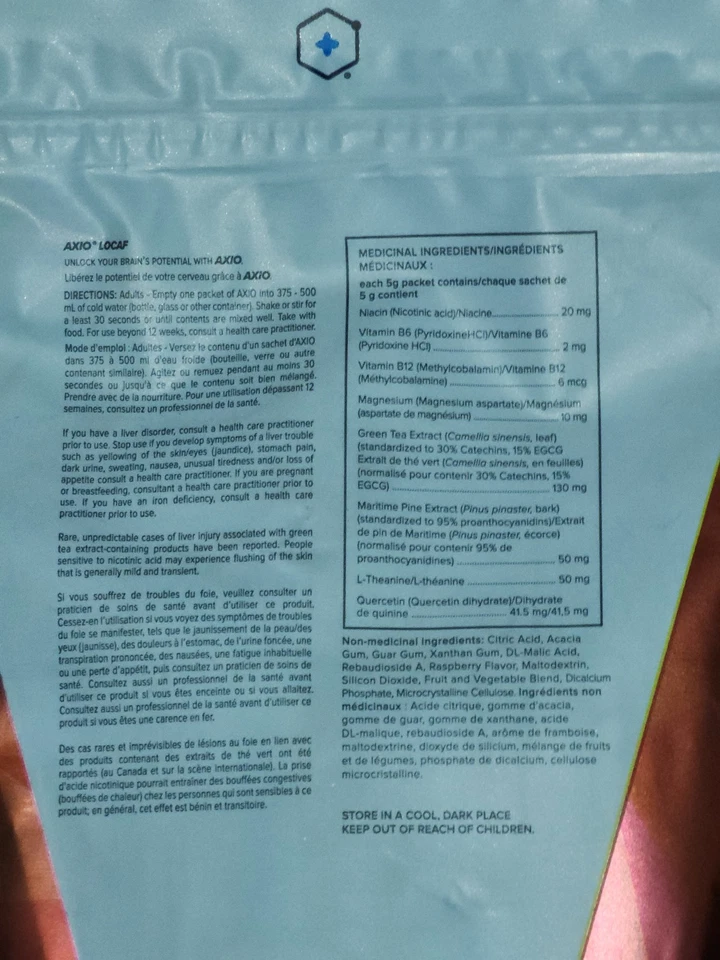 AXIO® LOCAF
UNLOCK YOUR BRAIN'S POTENTIAL WITH AXIO.
Libérez le potentiel de votre cerveau grâce à AXIO.
DIRECTIONS: Adults - Empty one packet of AXIO into 375 - 500
mL of cold water (bottle, glass or other container). Shake or stir for
a least 30 seconds or until contents are mixed well. Take with
food. For use beyond 12 weeks, consult a health care practitioner.
Mode d'emploi : Adultes - Versez le contenu d'un sachet d'AXIO
dans 375 à 500 ml d'eau froide (bouteille, verre ou autre
contenant similaire). Agitez ou remuez pendant au moins 30
secondes ou jusqu'à ce que le contenu soit bien mélangé.
Prendre avec de la nourriture. Pour une utilisation dépassant 12
semaines, consultez un professionnel de la santé.
If you have a liver disorder, consult a health care practitioner
prior to use. Stop use if you develop symptoms of a liver trouble
such as yellowing of the skin/eyes (jaundice), stomach pain,
dark urine, sweating, nausea, unusual tiredness and/or loss of
appetite consult a health care practitioner. If you are pregnant
or breastfeeding, consultant a health care practitioner prior to
use. If you have an iron deficiency, consult a health care
practitioner prior to use.
Rare, unpredictable cases of liver injury associated with green
tea extract-containing products have been reported. People
sensitive to nicotinic acid may experience flushing of the skin
that is generally mild and transient.
Si vous souffrez de troubles du foie, veuillez consulter un
praticien de soins de santé avant d'utiliser ce produit.
Cessez-en l'utilisation si vous voyez des symptômes de troubles
du foie se manifester, tels que le jaunissement de la peau/des
yeux (jaunisse), des douleurs à l'estomac, de l'urine foncée, une
transpiration prononcée, des nausées, une fatigue inhabituelle
ou une perte d'appétit, puis consultez un praticien de soins de
santé. Consultez aussi un professionnel de la santé avant
d'utiliser ce produit si vous êtes enceinte ou si vous allaitez.
Consultez aussi un professionnel de la santé avant d'utiliser ce
produit si vous êtes une carence en fer.
Des cas rares et imprévisibles de lésions au foie en lien avec
des produits contenant des extraits de thé vert ont été
rapportés (au Canada et sur la scène internationale). La prise
d'acide nicotinique pourrait entraîner des bouffées congestives
(bouffées de chaleur) chez les personnes qui sont sensibles à ce
produit; en général, cet effet est bénin et transitoire.
MEDICINAL INGREDIENTS/INGRÉDIENTS
MÉDICINAUX :
each 5g packet contains/chaque sachet de
5 g contient
Niacin (Nicotinic acid)/Niacine 20 mg
Vitamin B6 (PyridoxineHCl)/Vitamine B6
(Pyridoxine HCl) 2 mg
Vitamin B12 (Methylcobalamin)/Vitamine B12
(Méthylcobalamine) 6 mcg
Magnesium (Magnesium aspartate)/Magnésium
(aspartate de magnésium) 10 mg
Green Tea Extract (Camellia sinensis, leaf)
(standardized to 30% Catechins, 15% EGCG
Extrait de thé vert (Camellia sinensis, en feuilles)
(normalisé pour contenir 30% Catechins, 15%
EGCG) 130 mg
Maritime Pine Extract (Pinus pinaster, bark)
(standardized to 95% proanthocyanidins)/Extrait
de pin de Maritime (Pinus pinaster, écorce)
(normalisé pour contenir 95% de
proanthocyanidines) 50 mg
L-Theanine/L-théanine 50 mg
Quercetin (Quercetin dihydrate)/Dihydrate
de quinine 41.5 mg/41,5 mg
Non-medicinal Ingredients: Citric Acid, Acacia
Gum, Guar Gum, Xanthan Gum, DL-Malic Acid,
Rebaudioside A, Raspberry Flavor, Maltodextrin,
Silicon Dioxide, Fruit and Vegetable Blend, Dicalcium
Phosphate, Microcrystalline Cellulose. Ingrédients non
médicinaux : Acide citrique, gomme d'acacia,
gomme de guar, gomme de xanthane, acide
DL-malique, rebaudioside A, arôme de framboise,
maltodextrine, dioxyde de silicium, mélange de fruits
et de légumes, phosphate de dicalcium, cellulose
microcristalline.
STORE IN A COOL, DARK PLACE
KEEP OUT OF REACH OF CHILDREN.